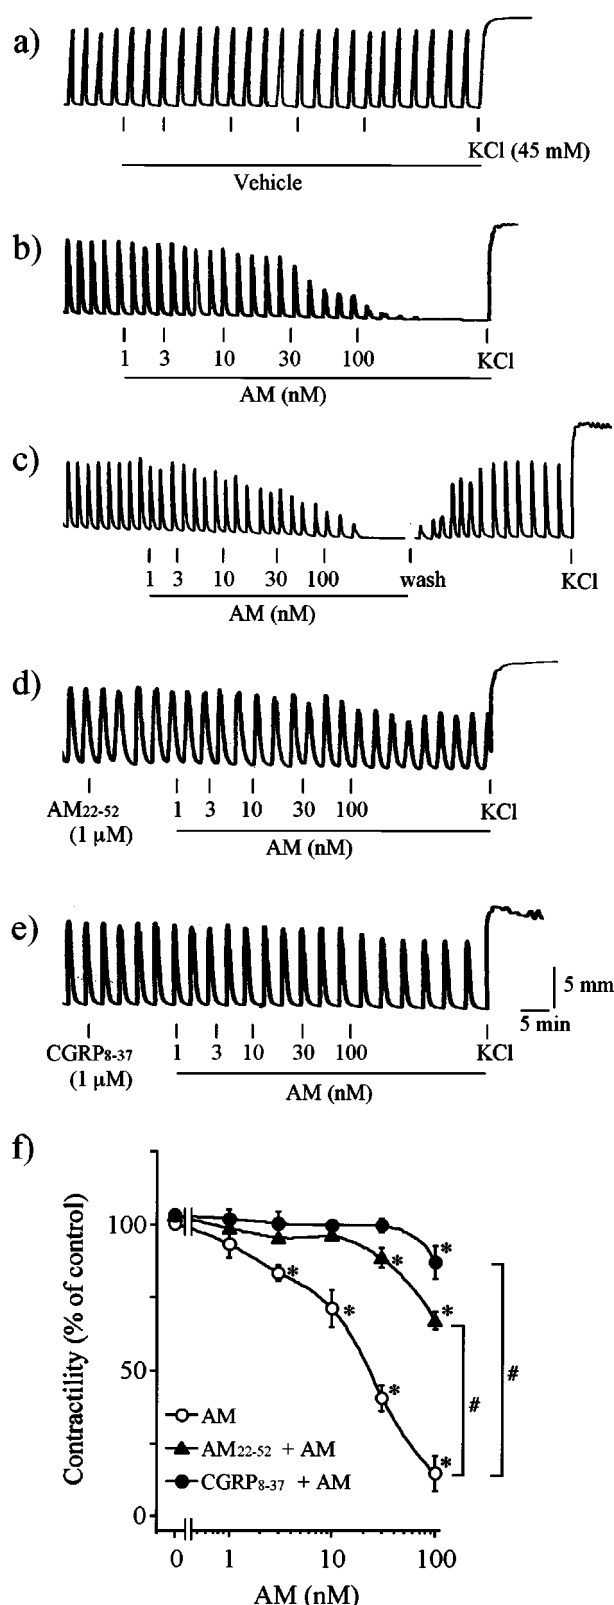 a)
KCl (45 mM)
Vehicle
b)
1 3 10 30 100 KCl
AM (nM)
c)
1 3 10 30 100 wash KCl
AM (nM)
d)
AM22-52 1 3 10 30 100 KCl
(1 μM)
AM (nM)
e)
5 mm
5 min
CGRP8-37 1 3 10 30 100 KCl
(1 μM)
AM (nM)
f)
Contractility (% of control)
100
50
0
* * * * * * * *
# #
AM
AM22-52 + AM
CGRP8-37 + AM
0 1 10 100
AM (nM)